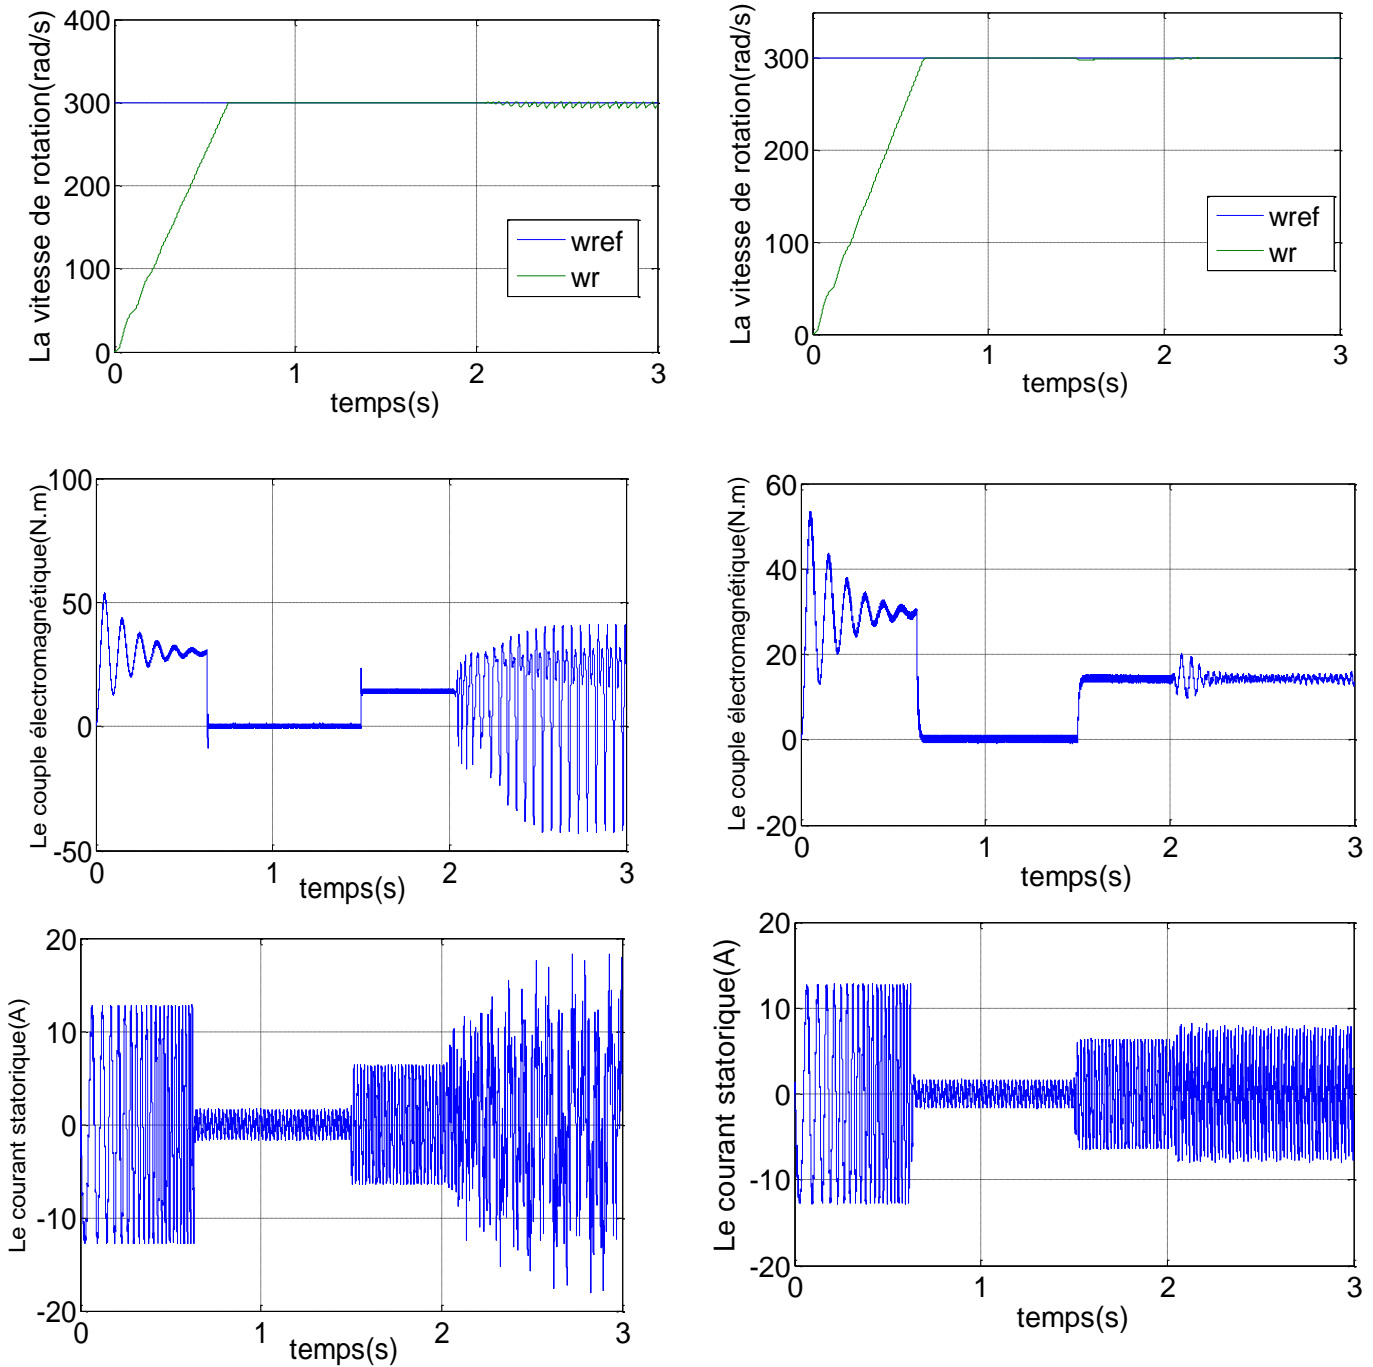 La vitesse de rotation(rad/s)
400
300
200
100
0
wref
wr
0 1 2 3
temps(s)
La vitesse de rotation(rad/s)
300
200
100
0
wref
wr
0 1 2 3
temps(s)
Le couple électromagnétique(N.m)
100
50
0
-50
0 1 2 3
temps(s)
Le couple électromagnétique(N.m)
60
40
20
0
-20
0 1 2 3
temps(s)
Le courant statorique(A)
20
10
0
-10
-20
0 1 2 3
temps(s)
Le courant statorique(A)
20
10
0
-10
-20
0 1 2 3
temps(s)